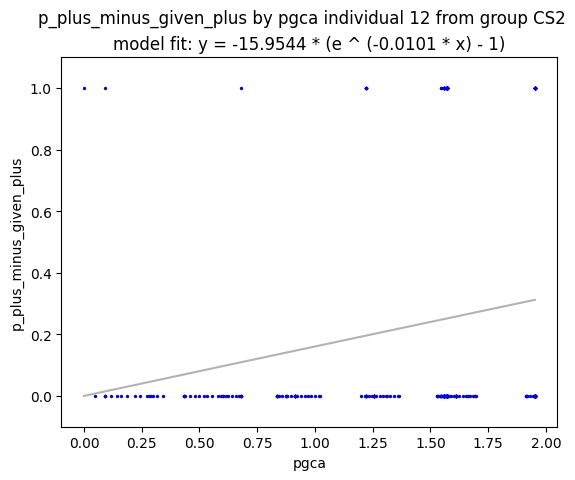 p_plus_minus_given_plus by pgca individual 12 from group CS2
model fit: y = -15.9544 * (e ^ (-0.0101 * x) - 1)
1.0
0.8
0.6
0.4
0.2
0.0
p_plus_minus_given_plus
0.00 0.25 0.50 0.75 1.00 1.25 1.50 1.75 2.00
pgca